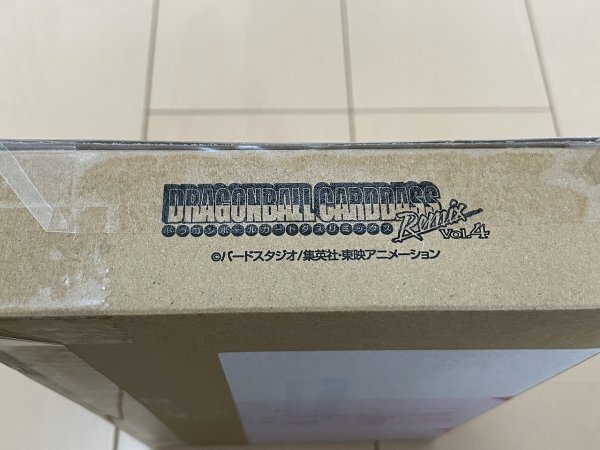 DRAGONBALL CARDDASS
ドラゴンボールカードダスリミックス
Remix
Vol.4
©バードスタジオ/集英社・東映アニメーション